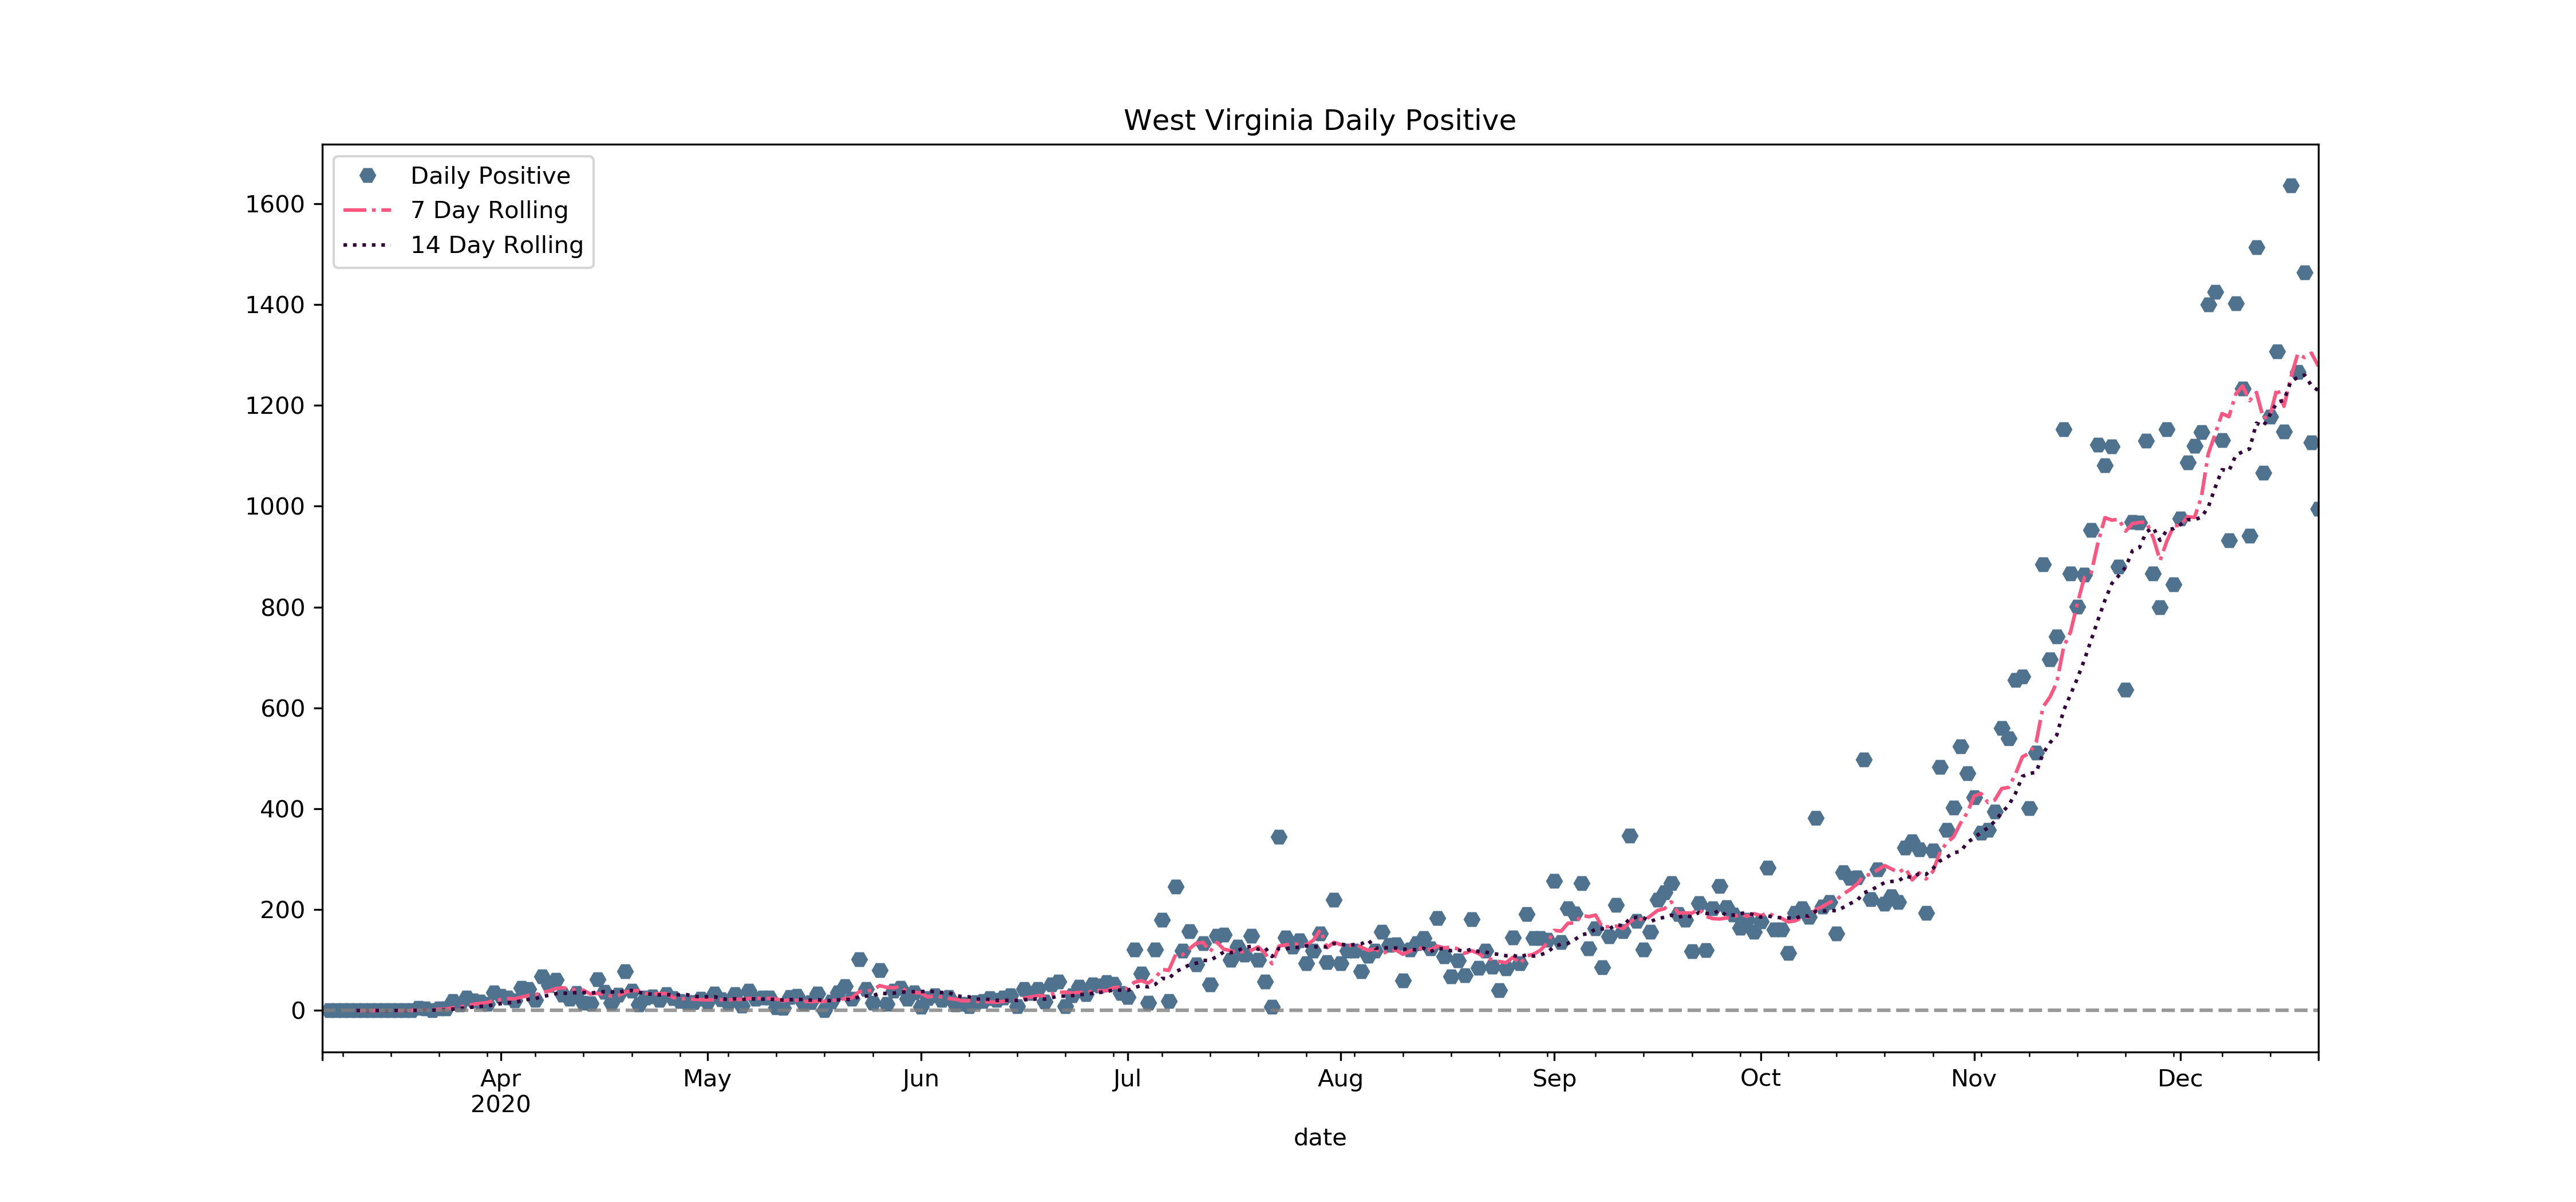 West Virginia Daily Positive
Daily Positive
7 Day Rolling
14 Day Rolling
1600
1400
1200
1000
800
600
400
200
0
Apr May Jun Jul Aug Sep Oct Nov Dec
2020
date